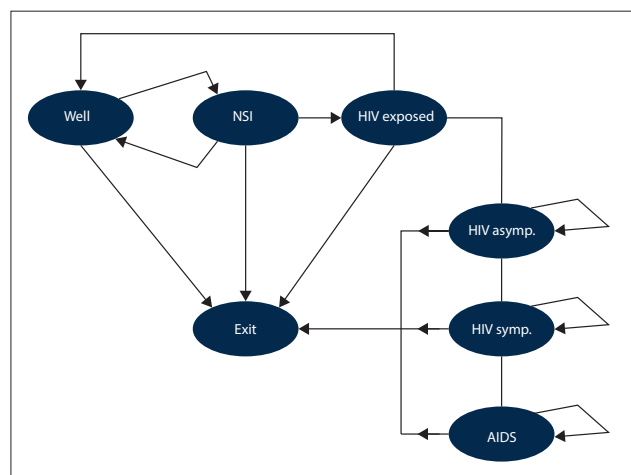 Well
NSI
HIV exposed
HIV asymp.
Exit
HIV symp.
AIDS